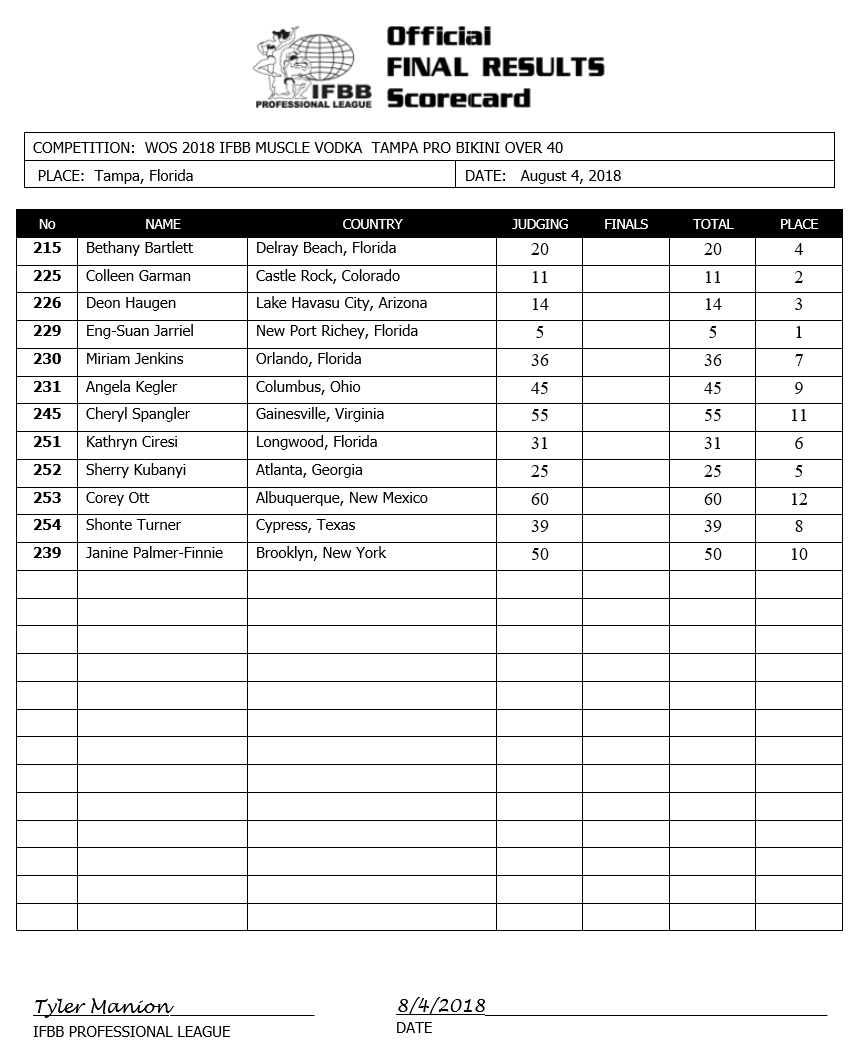 Official
FINAL RESULTS
Scorecard
IFBB
PROFESSIONAL LEAGUE
COMPETITION: WOS 2018 IFBB MUSCLE VODKA TAMPA PRO BIKINI OVER 40
PLACE: Tampa, Florida DATE: August 4, 2018
No NAME COUNTRY JUDGING FINALS TOTAL PLACE
215 Bethany Bartlett Delray Beach, Florida 20 20 4
225 Colleen Garman Castle Rock, Colorado 11 11 2
226 Deon Haugen Lake Havasu City, Arizona 14 14 3
229 Eng-Suan Jarriel New Port Richey, Florida 5 5 1
230 Miriam Jenkins Orlando, Florida 36 36 7
231 Angela Kegler Columbus, Ohio 45 45 9
245 Cheryl Spangler Gainesville, Virginia 55 55 11
251 Kathryn Ciresi Longwood, Florida 31 31 6
252 Sherry Kubanyi Atlanta, Georgia 25 25 5
253 Corey Ott Albuquerque, New Mexico 60 60 12
254 Shonte Turner Cypress, Texas 39 39 8
239 Janine Palmer-Finnie Brooklyn, New York 50 50 10
Tyler Manion 8/4/2018
IFBB PROFESSIONAL LEAGUE DATE